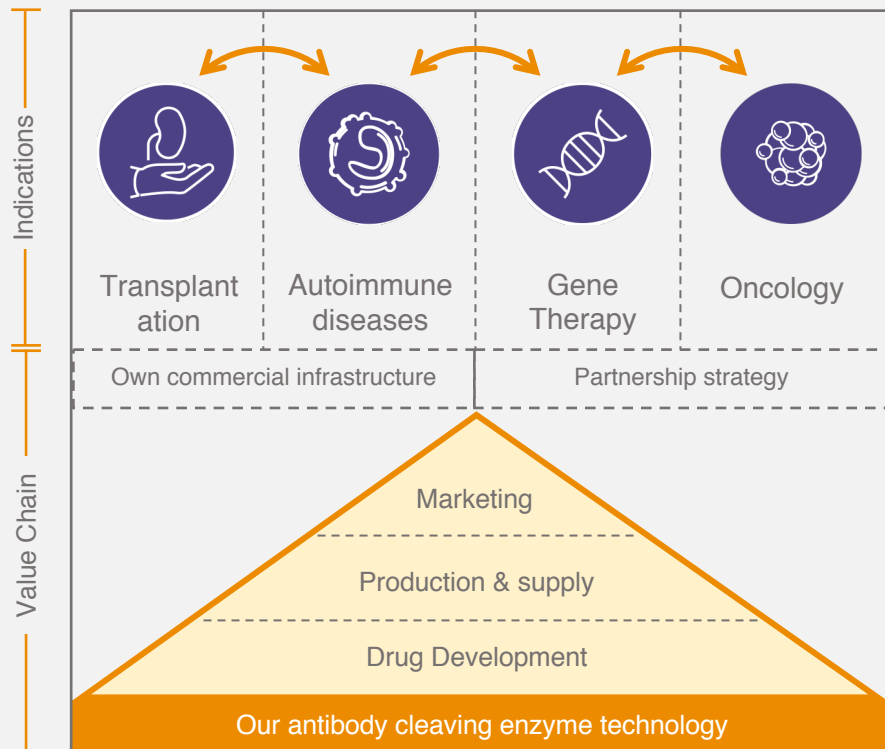 Indications
Transplant
ation
Autoimmune
diseases
Gene
Therapy
Oncology
Own commercial infrastructure
Partnership strategy
Value Chain
Marketing
Production & supply
Drug Development
Our antibody cleaving enzyme technology